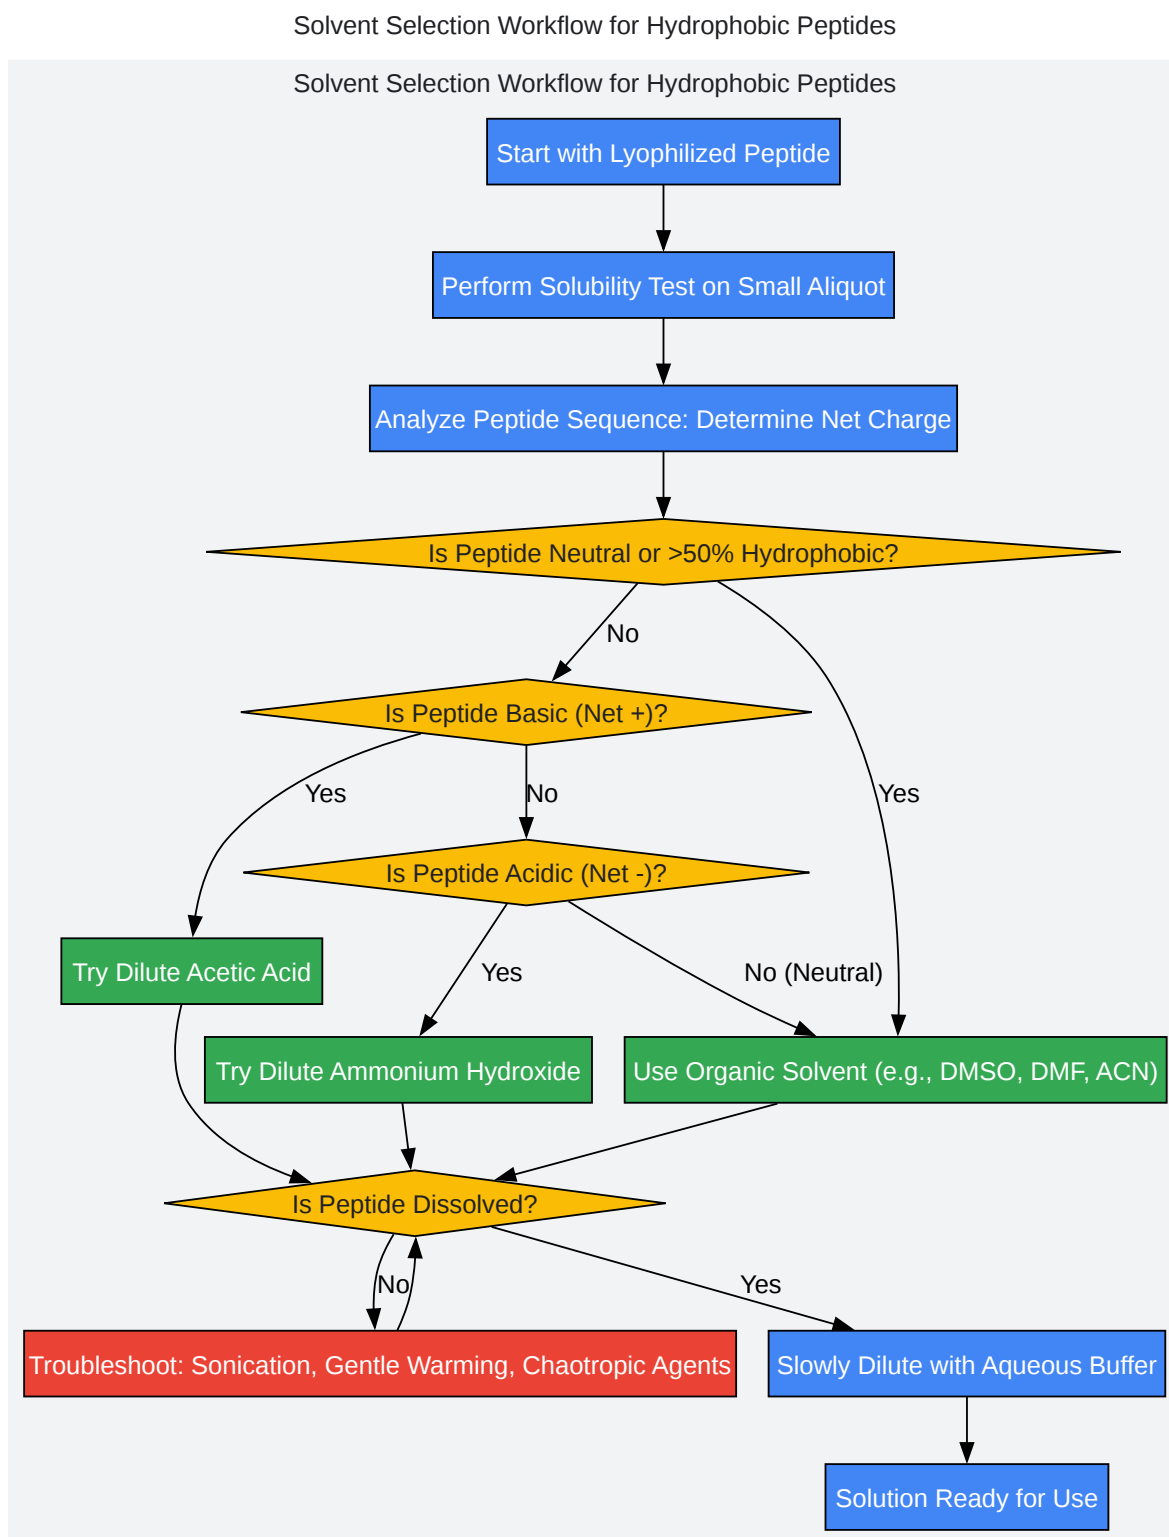 Solvent Selection Workflow for Hydrophobic Peptides
Solvent Selection Workflow for Hydrophobic Peptides
Start with Lyophilized Peptide
Perform Solubility Test on Small Aliquot
Analyze Peptide Sequence: Determine Net Charge
Is Peptide Neutral or >50% Hydrophobic?
No
Is Peptide Basic (Net +)?
Yes
No
Yes
Is Peptide Acidic (Net -)?
Try Dilute Acetic Acid
Yes
No (Neutral)
Try Dilute Ammonium Hydroxide
Use Organic Solvent (e.g., DMSO, DMF, ACN)
Is Peptide Dissolved?
No
Yes
Troubleshoot: Sonication, Gentle Warming, Chaotropic Agents
Slowly Dilute with Aqueous Buffer
Solution Ready for Use